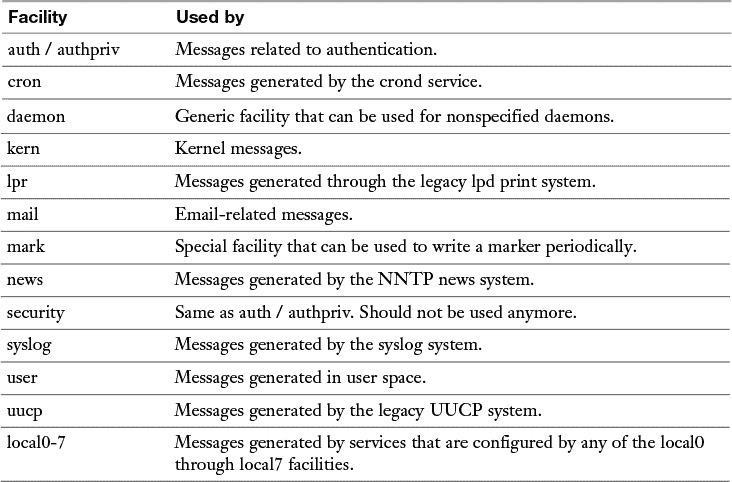 Facility Used by
auth / authpriv Messages related to authentication.
cron Messages generated by the crond service.
daemon Generic facility that can be used for nonspecified daemons.
kern Kernel messages.
lpr Messages generated through the legacy lpd print system.
mail Email-related messages.
mark Special facility that can be used to write a marker periodically.
news Messages generated by the NNTP news system.
security Same as auth / authpriv. Should not be used anymore.
syslog Messages generated by the syslog system.
user Messages generated in user space.
uucp Messages generated by the legacy UUCP system.
local0-7 Messages generated by services that are configured by any of the local0
through local7 facilities.